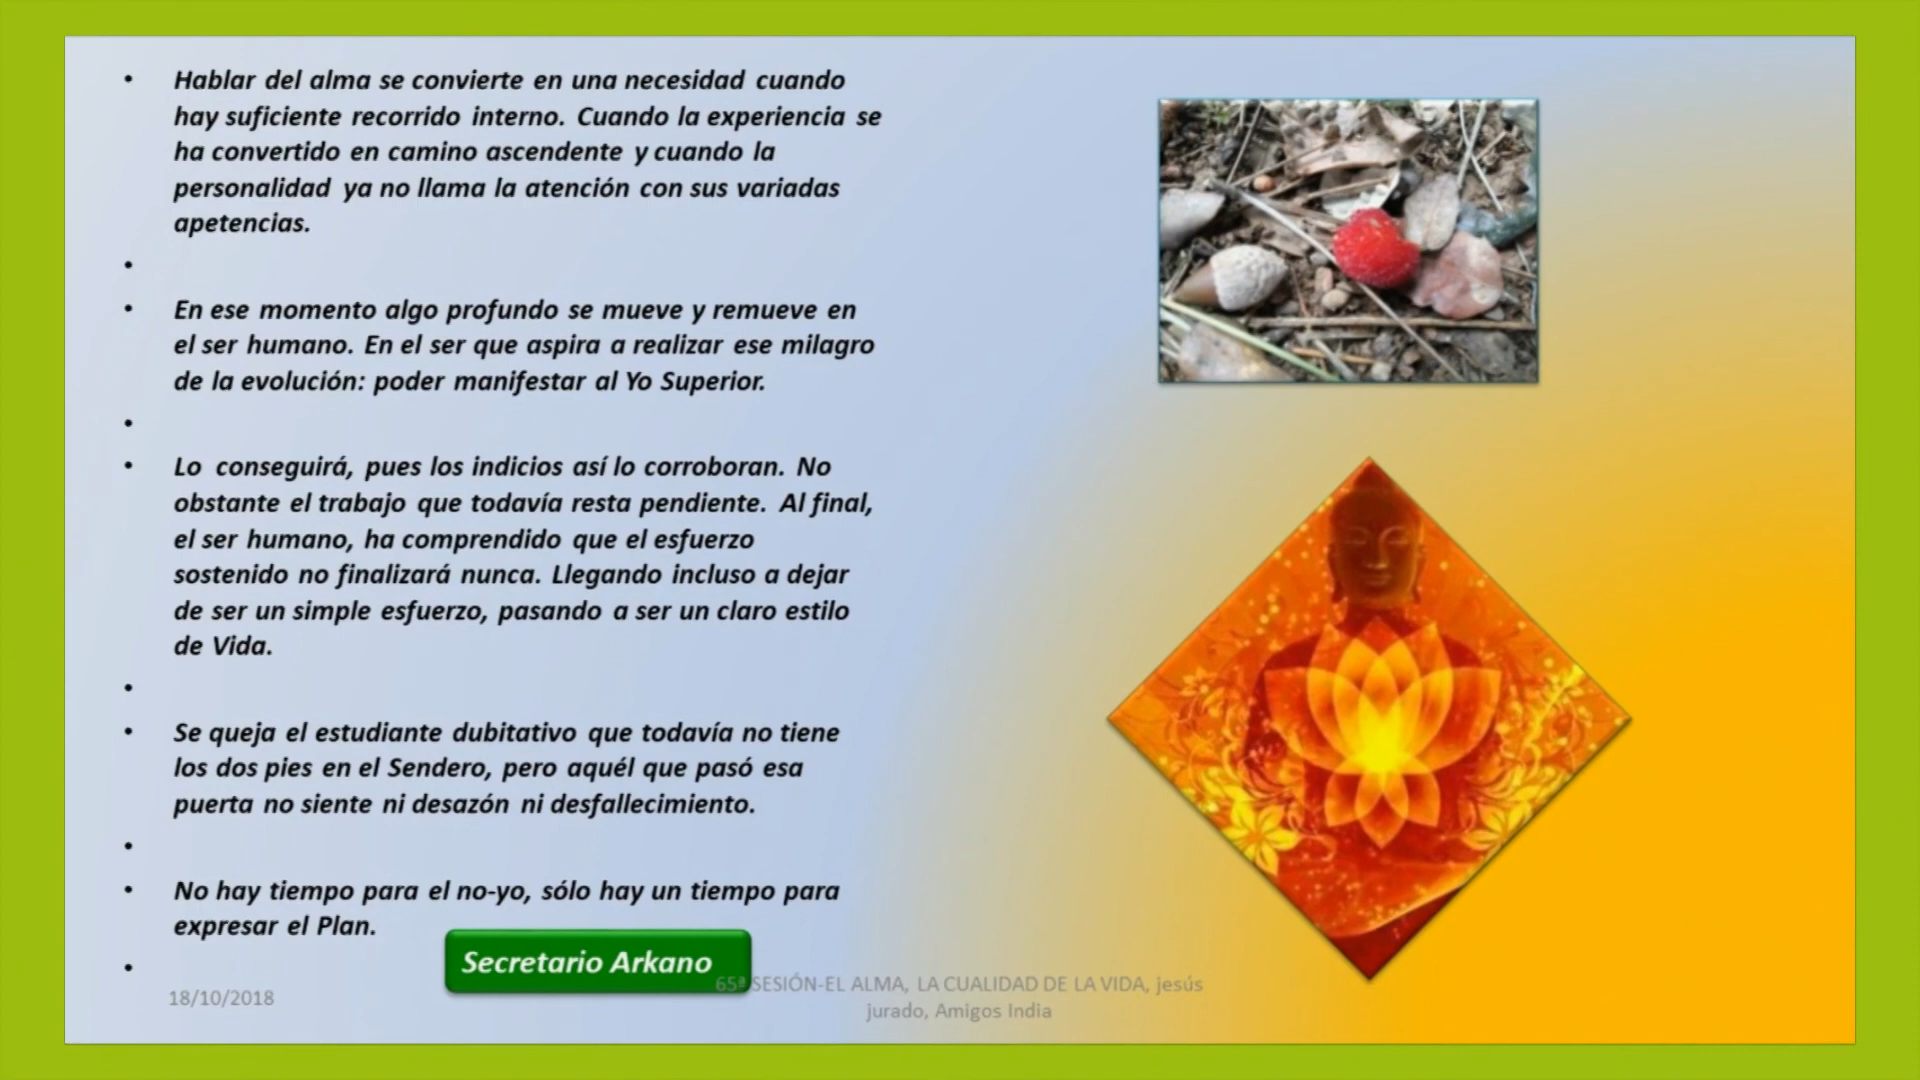 Hablar del alma se convierte en una necesidad cuando
hay suficiente recorrido interno. Cuando la experiencia se
ha convertido en camino ascendente y cuando la
personalidad ya no llama la atención con sus variadas
apetencias.
En ese momento algo profundo se mueve y remueve en
el ser humano. En el ser que aspira a realizar ese milagro
de la evolución: poder manifestar al Yo Superior.
Lo conseguirá, pues los indicios así lo corroboran. No
obstante el trabajo que todavía resta pendiente. Al final,
el ser humano, ha comprendido que el esfuerzo
sostenido no finalizará nunca. Llegando incluso a dejar
de ser un simple esfuerzo, pasando a ser un claro estilo
de Vida.
Se queja el estudiante dubitativo que todavía no tiene
los dos pies en el Sendero, pero aquél que pasó esa
puerta no siente ni desazón ni desfallecimiento.
No hay tiempo para el no-yo, sólo hay un tiempo para
expresar el Plan.
Secretario Arkano
18/10/2018
65ª SESIÓN-EL ALMA, LA CUALIDAD DE LA VIDA, jesús
jurado, Amigos India